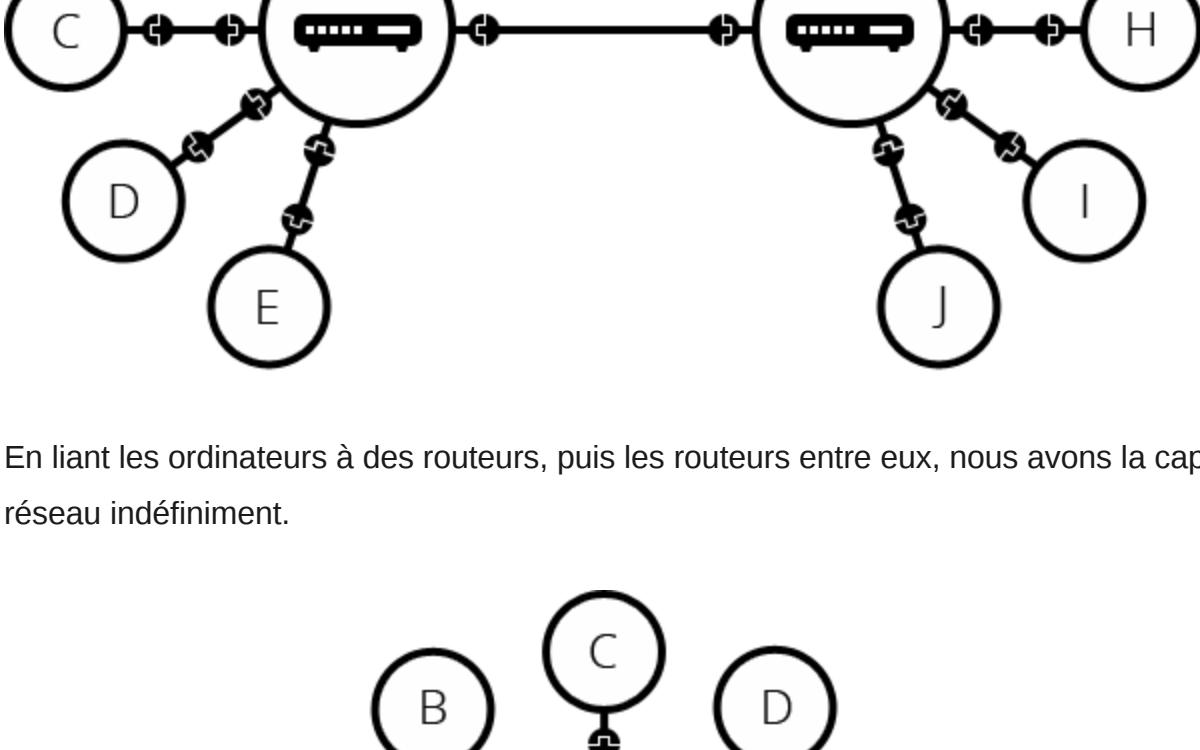 C
H
D
I
E
J
En liant les ordinateurs à des routeurs, puis les routeurs entre eux, nous avons la cap
réseau indéfiniment.
C
B
D